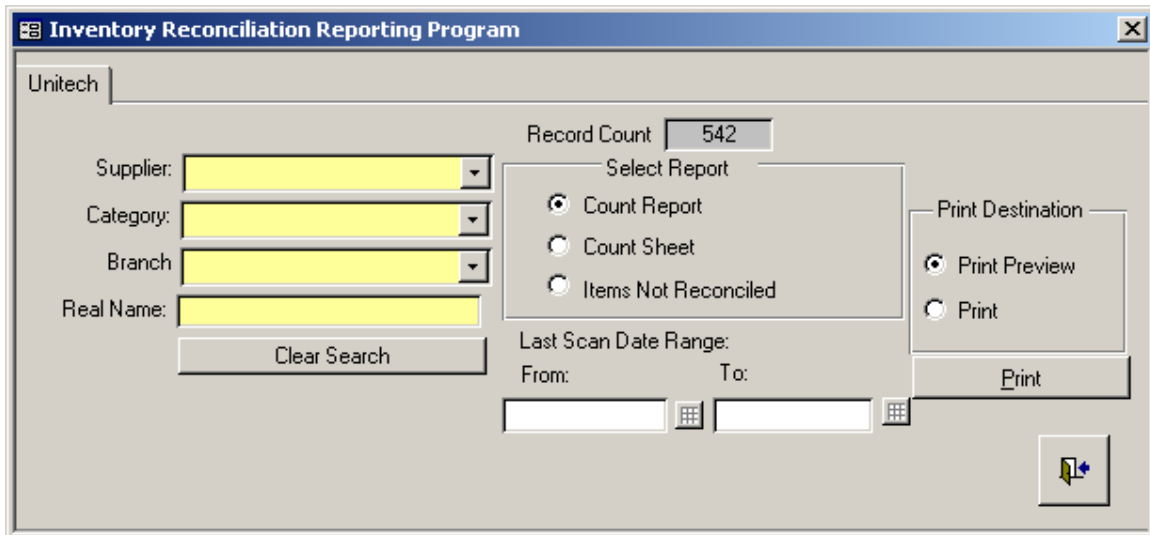 Inventory Reconciliation Reporting Program
Unitech
Record Count 542
Supplier:
Category:
Branch
Real Name:
Clear Search
Select Report
Count Report
Count Sheet
Items Not Reconciled
Last Scan Date Range:
From: To:
Print Destination
Print Preview
Print
Print